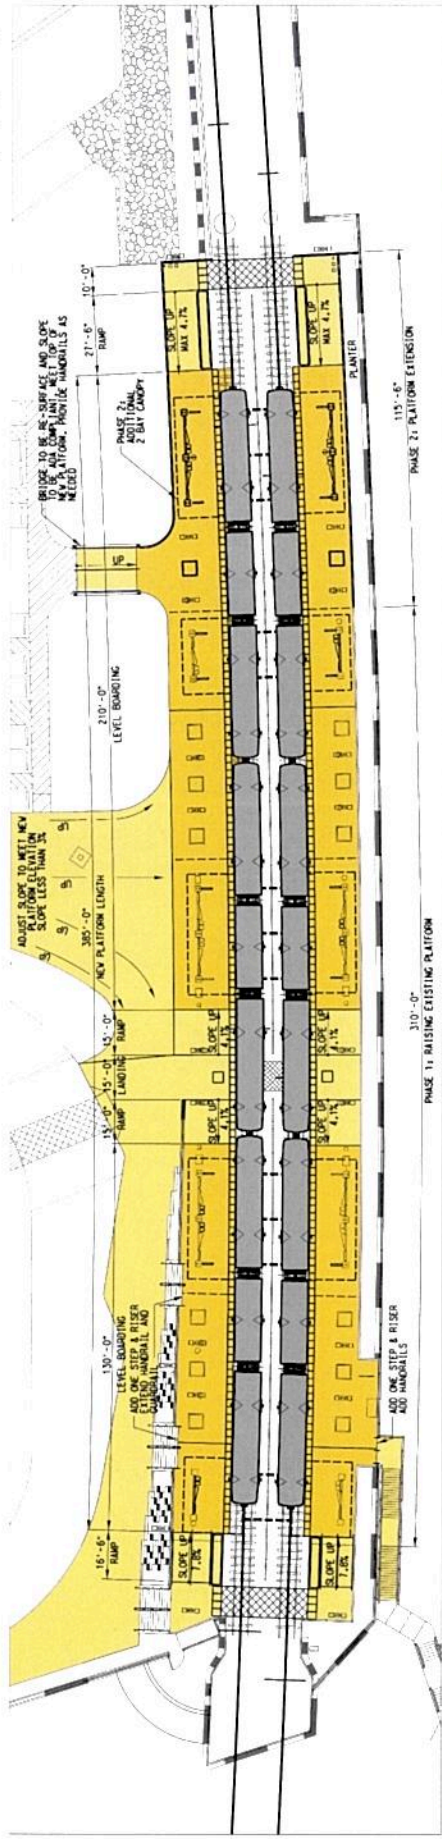 10'-0"
27'-6"
RAMP
SLOPE UP
MAX 4.7%
SLOPE UP
MAX 4.7%
PLANTER
BRIDGE TO BE RE-SURFACE AND SLOPE
TO BE ADA COMPLIANT. MEET TOP OF
NEW PLATFORM. PROVIDE HANDRAILS AS
NEEDED
PHASE 2:
ADDITIONAL
2 BAY CANOPY
UP
115'-6"
PHASE 2: PLATFORM EXTENSION
210'-0"
LEVEL BOARDING
ADJUST SLOPE TO MEET NEW
PLATFORM ELEVATION
SLOPE LESS THAN 3%
385'-0"
NEW PLATFORM LENGTH
15'-0"
RAMP
15'-0"
LANDING
15'-0"
RAMP
SLOPE UP
4.1%
SLOPE UP
4.1%
SLOPE UP
4.1%
SLOPE UP
4.1%
310'-0"
PHASE 1: RAISING EXISTING PLATFORM
130'-0"
LEVEL BOARDING
ADD ONE STEP & RISER
EXTEND HANDRAIL AND
GUARDRAIL
ADD ONE STEP & RISER
ADD HANDRAILS
16'-6"
RAMP
SLOPE UP
7.8%
SLOPE UP
7.8%